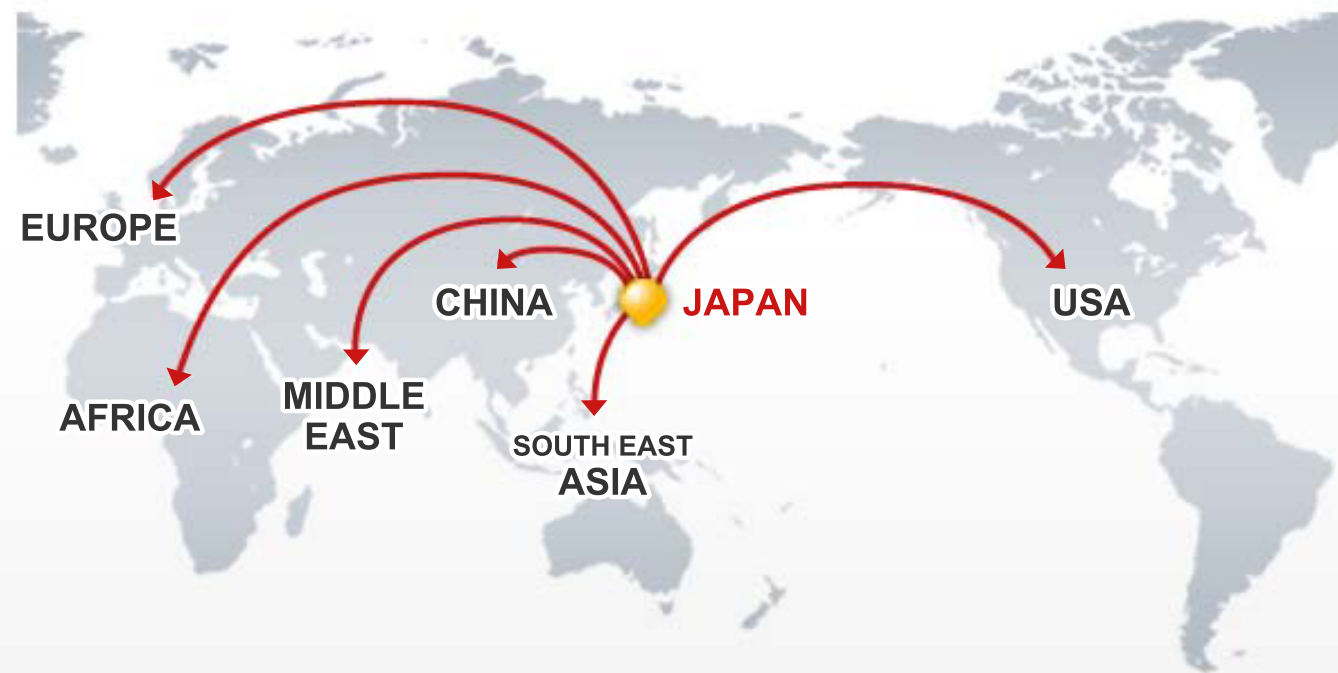 EUROPE
CHINA
JAPAN
USA
AFRICA
MIDDLE
EAST
SOUTH EAST
ASIA